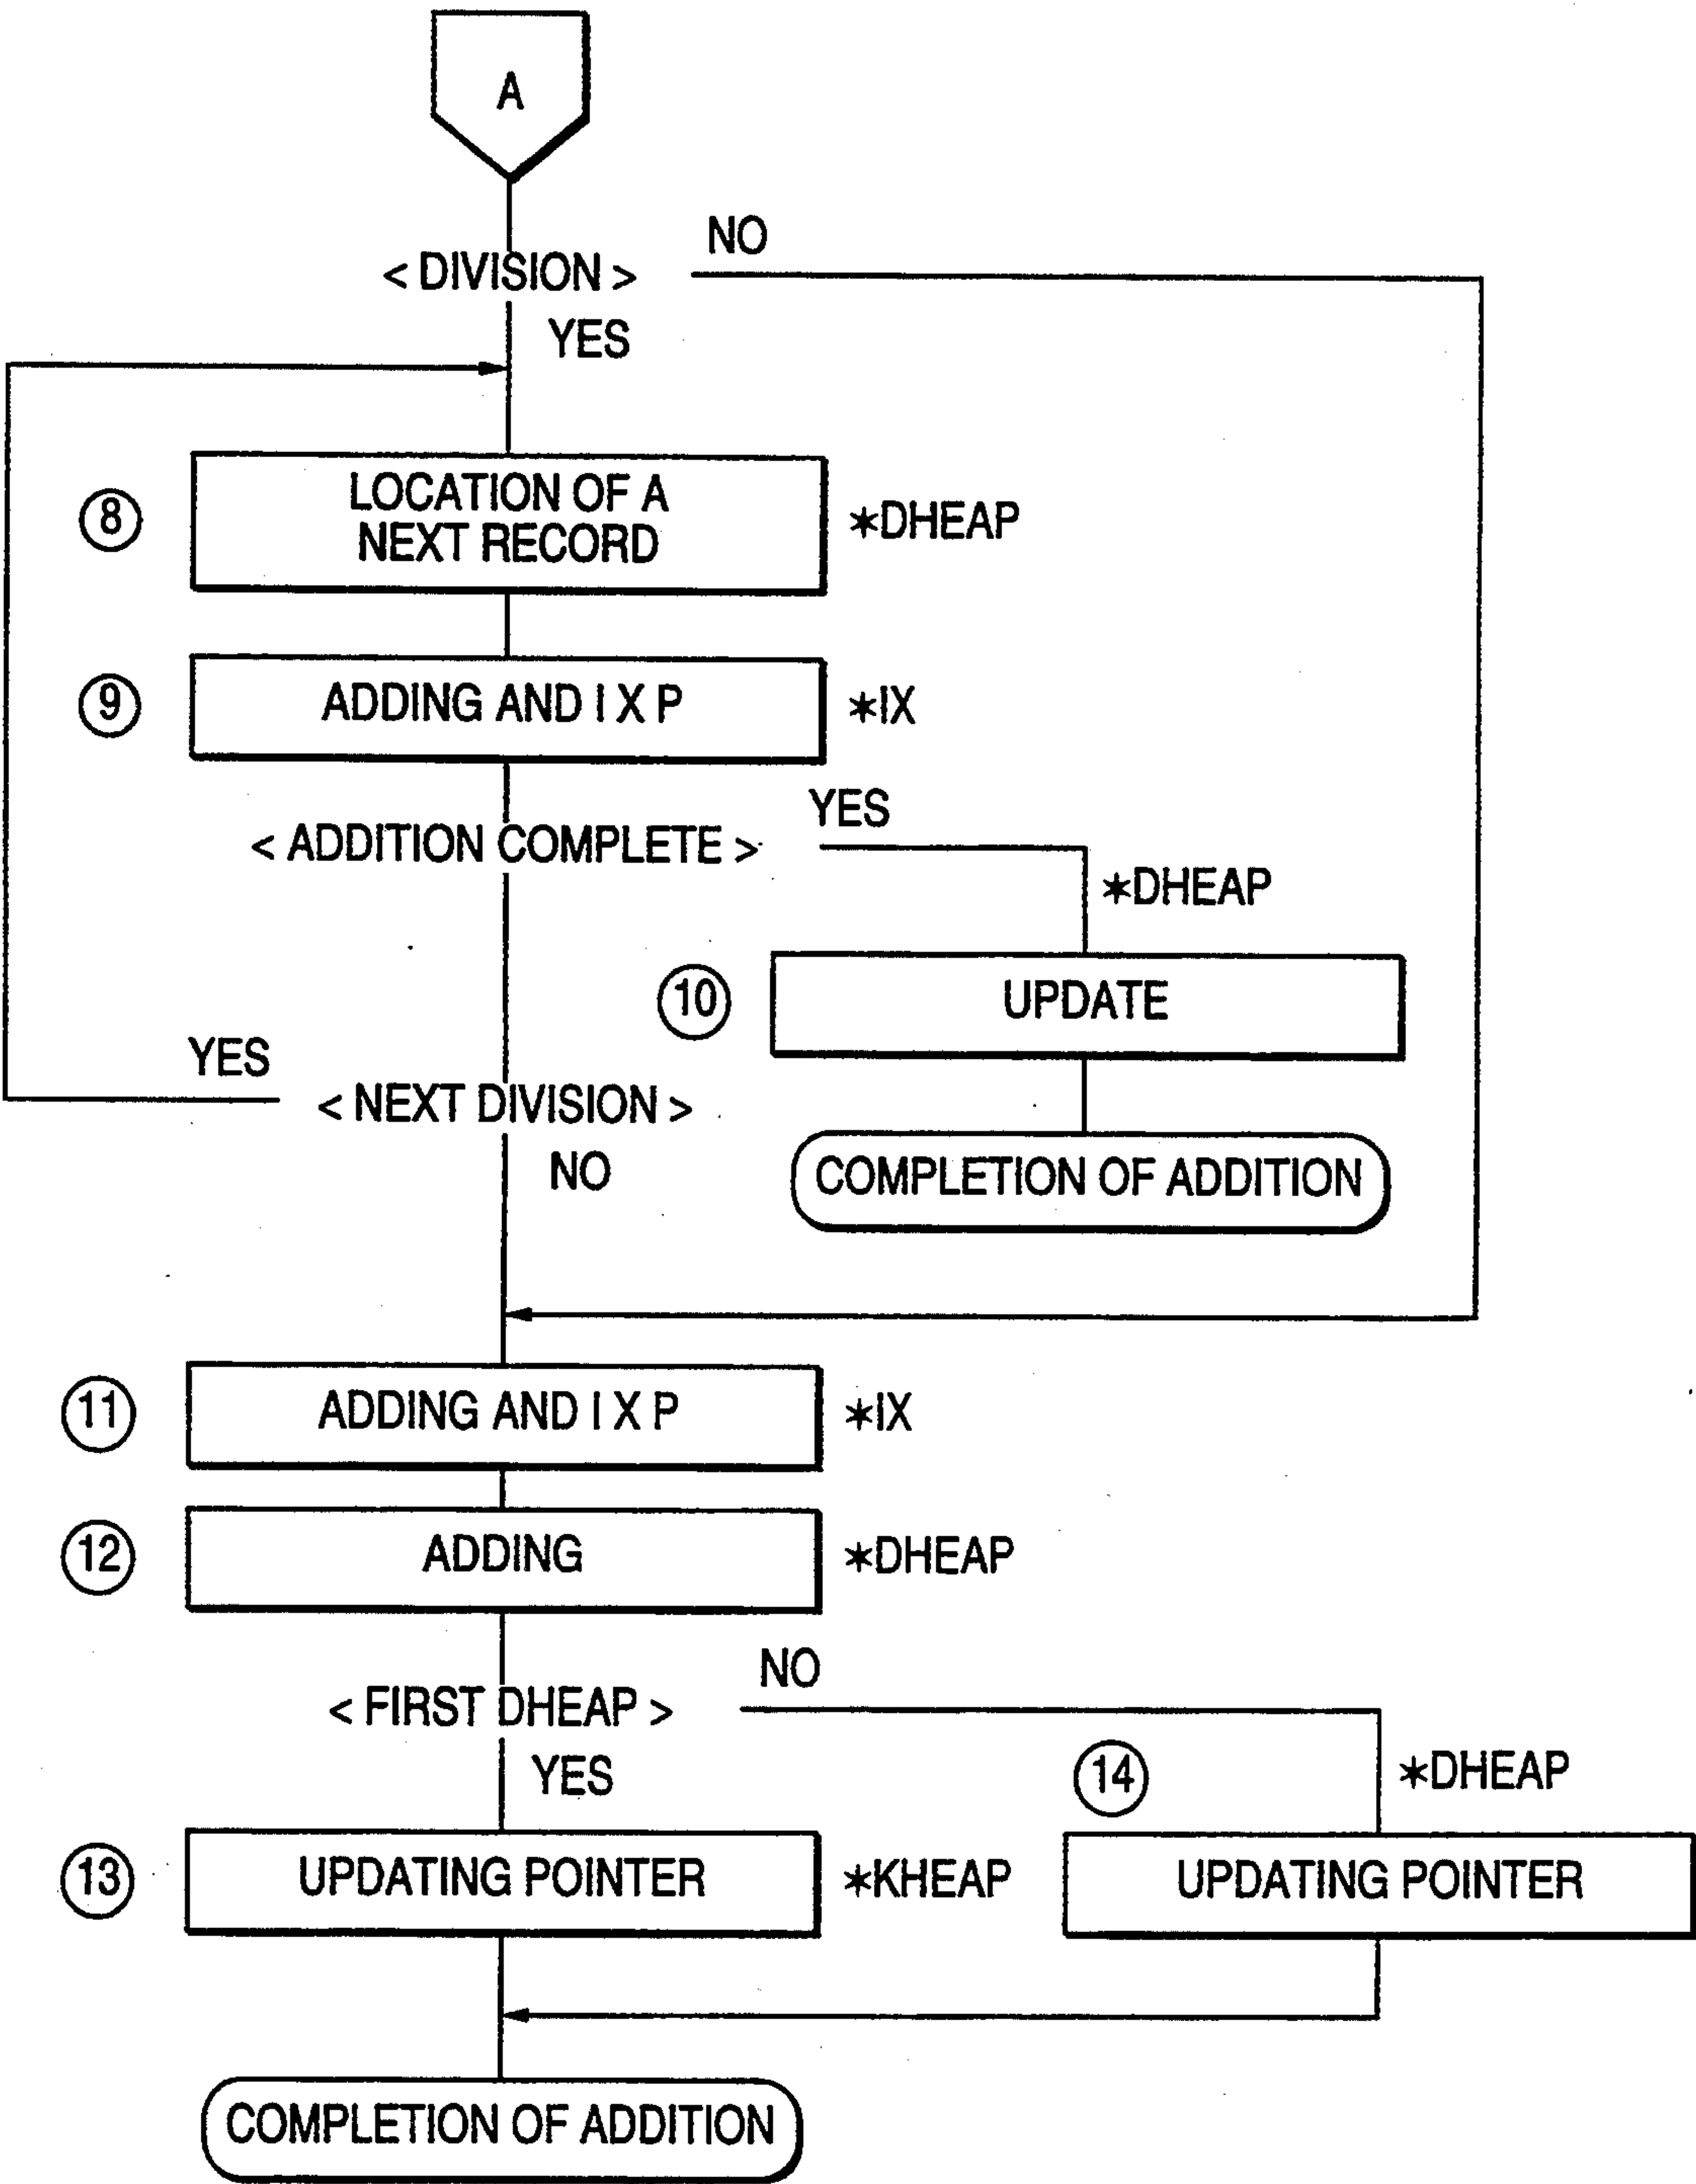 A
NO
< DIVISION >
YES
LOCATION OF A
NEXT RECORD
8
*DHEAP
9
ADDING AND I X P
*IX
YES
< ADDITION COMPLETE >
*DHEAP
10
UPDATE
YES
< NEXT DIVISION >
NO
COMPLETION OF ADDITION
11
ADDING AND I X P
*IX
12
ADDING
*DHEAP
NO
< FIRST DHEAP >
YES
14
*DHEAP
13
UPDATING POINTER
*KHEAP
UPDATING POINTER
COMPLETION OF ADDITION